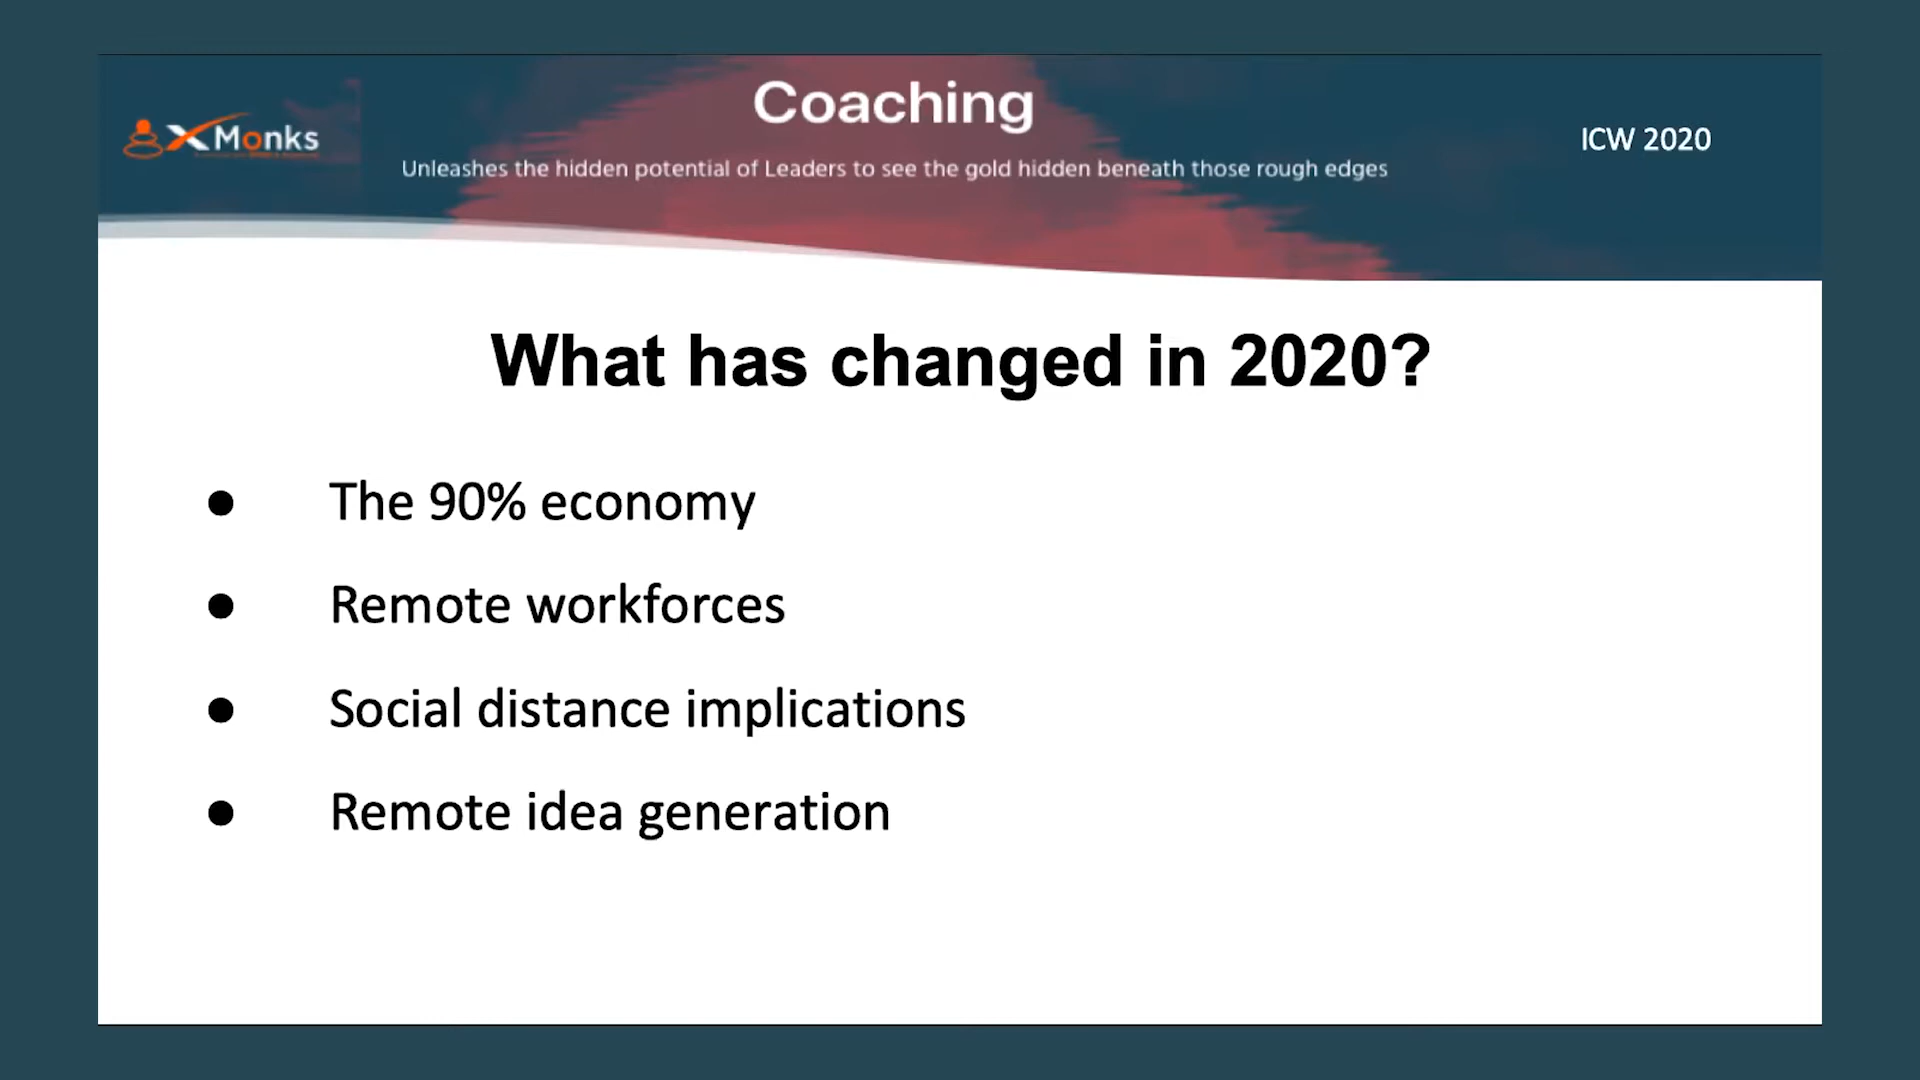 Coaching
XMonks
ICW 2020
Unleashes the hidden potential of Leaders to see the gold hidden beneath those rough edges
What has changed in 2020?
● The 90% economy
● Remote workforces
● Social distance implications
● Remote idea generation